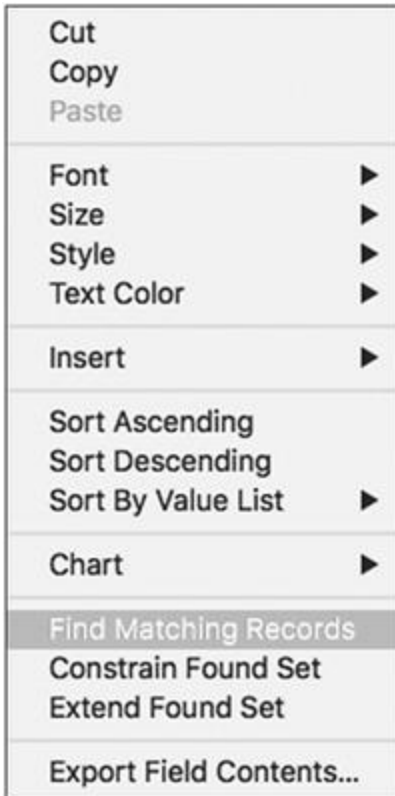 Cut
Copy
Paste
Font
Size
Style
Text Color
Insert
Sort Ascending
Sort Descending
Sort By Value List
Chart
Find Matching Records
Constrain Found Set
Extend Found Set
Export Field Contents...